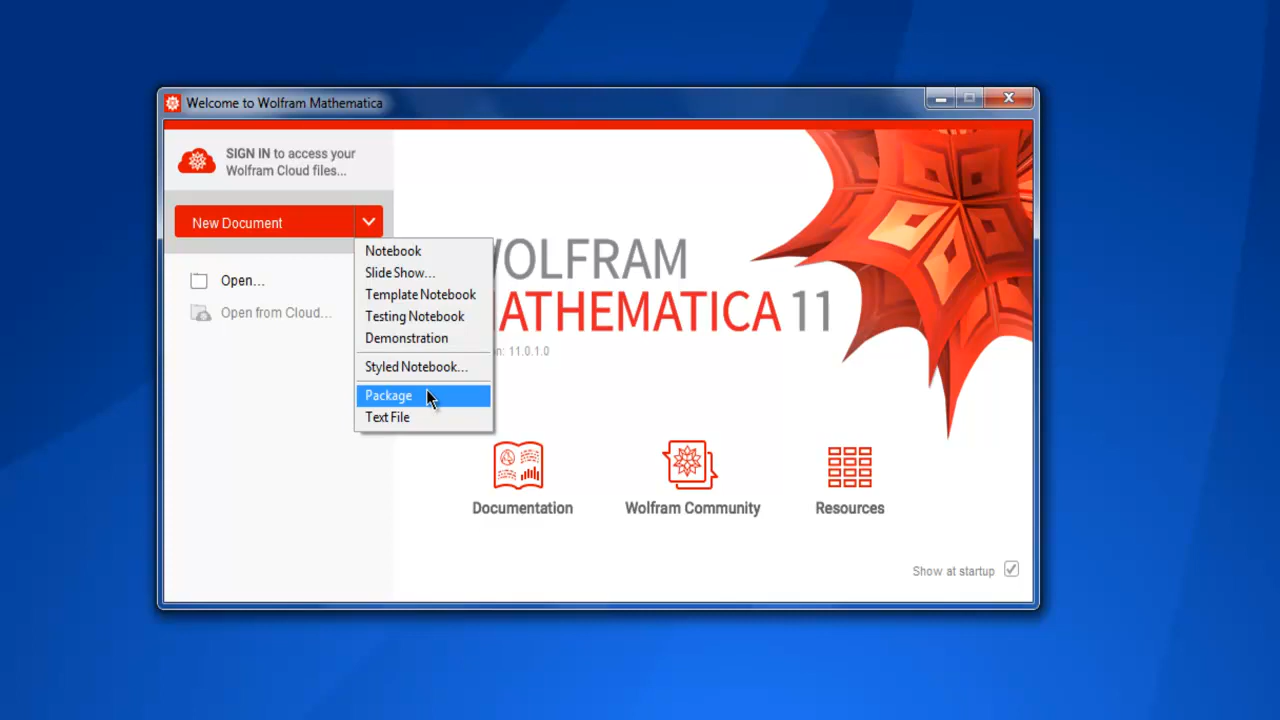 Welcome to Wolfram Mathematica
SIGN IN to access your
Wolfram Cloud files...
New Document
Notebook
Slide Show...
Template Notebook
Testing Notebook
Demonstration
Styled Notebook...
Package
Text File
Open...
Open from Cloud...
OLFRAM
ATHEMATICA 11
n: 11.0.1.0
Documentation
Wolfram Community
Resources
Show at startup